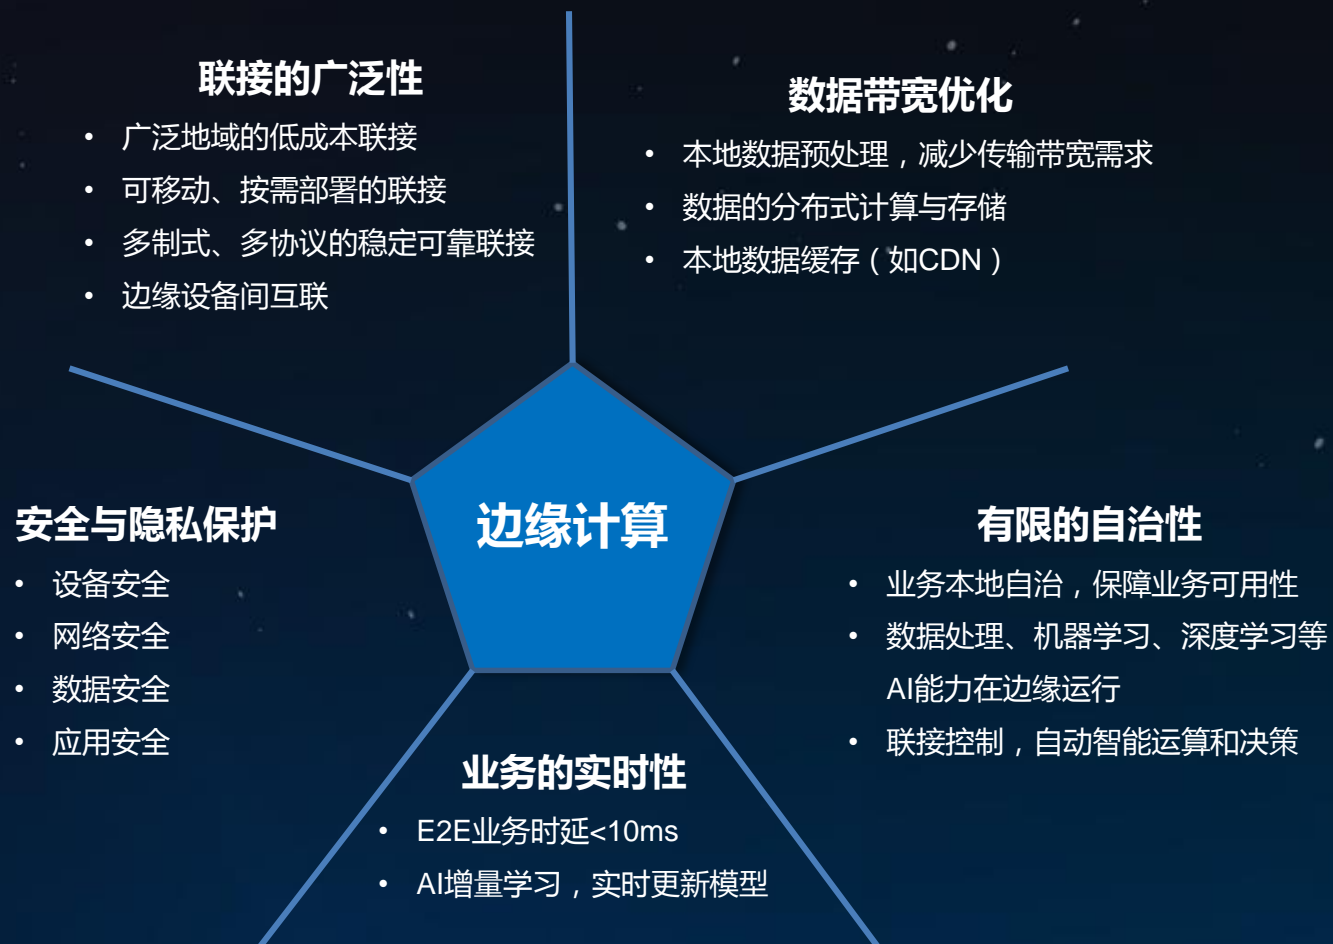 联接的广泛性
• 广泛地域的低成本联接
• 可移动、按需部署的联接
• 多制式、多协议的稳定可靠联接
• 边缘设备间互联
数据带宽优化
• 本地数据预处理，减少传输带宽需求
• 数据的分布式计算与存储
• 本地数据缓存（如CDN）
边缘计算
安全与隐私保护
• 设备安全
• 网络安全
• 数据安全
• 应用安全
有限的自治性
• 业务本地自治，保障业务可用性
• 数据处理、机器学习、深度学习等
AI能力在边缘运行
• 联接控制，自动智能运算和决策
业务的实时性
• E2E业务时延<10ms
• AI增量学习，实时更新模型